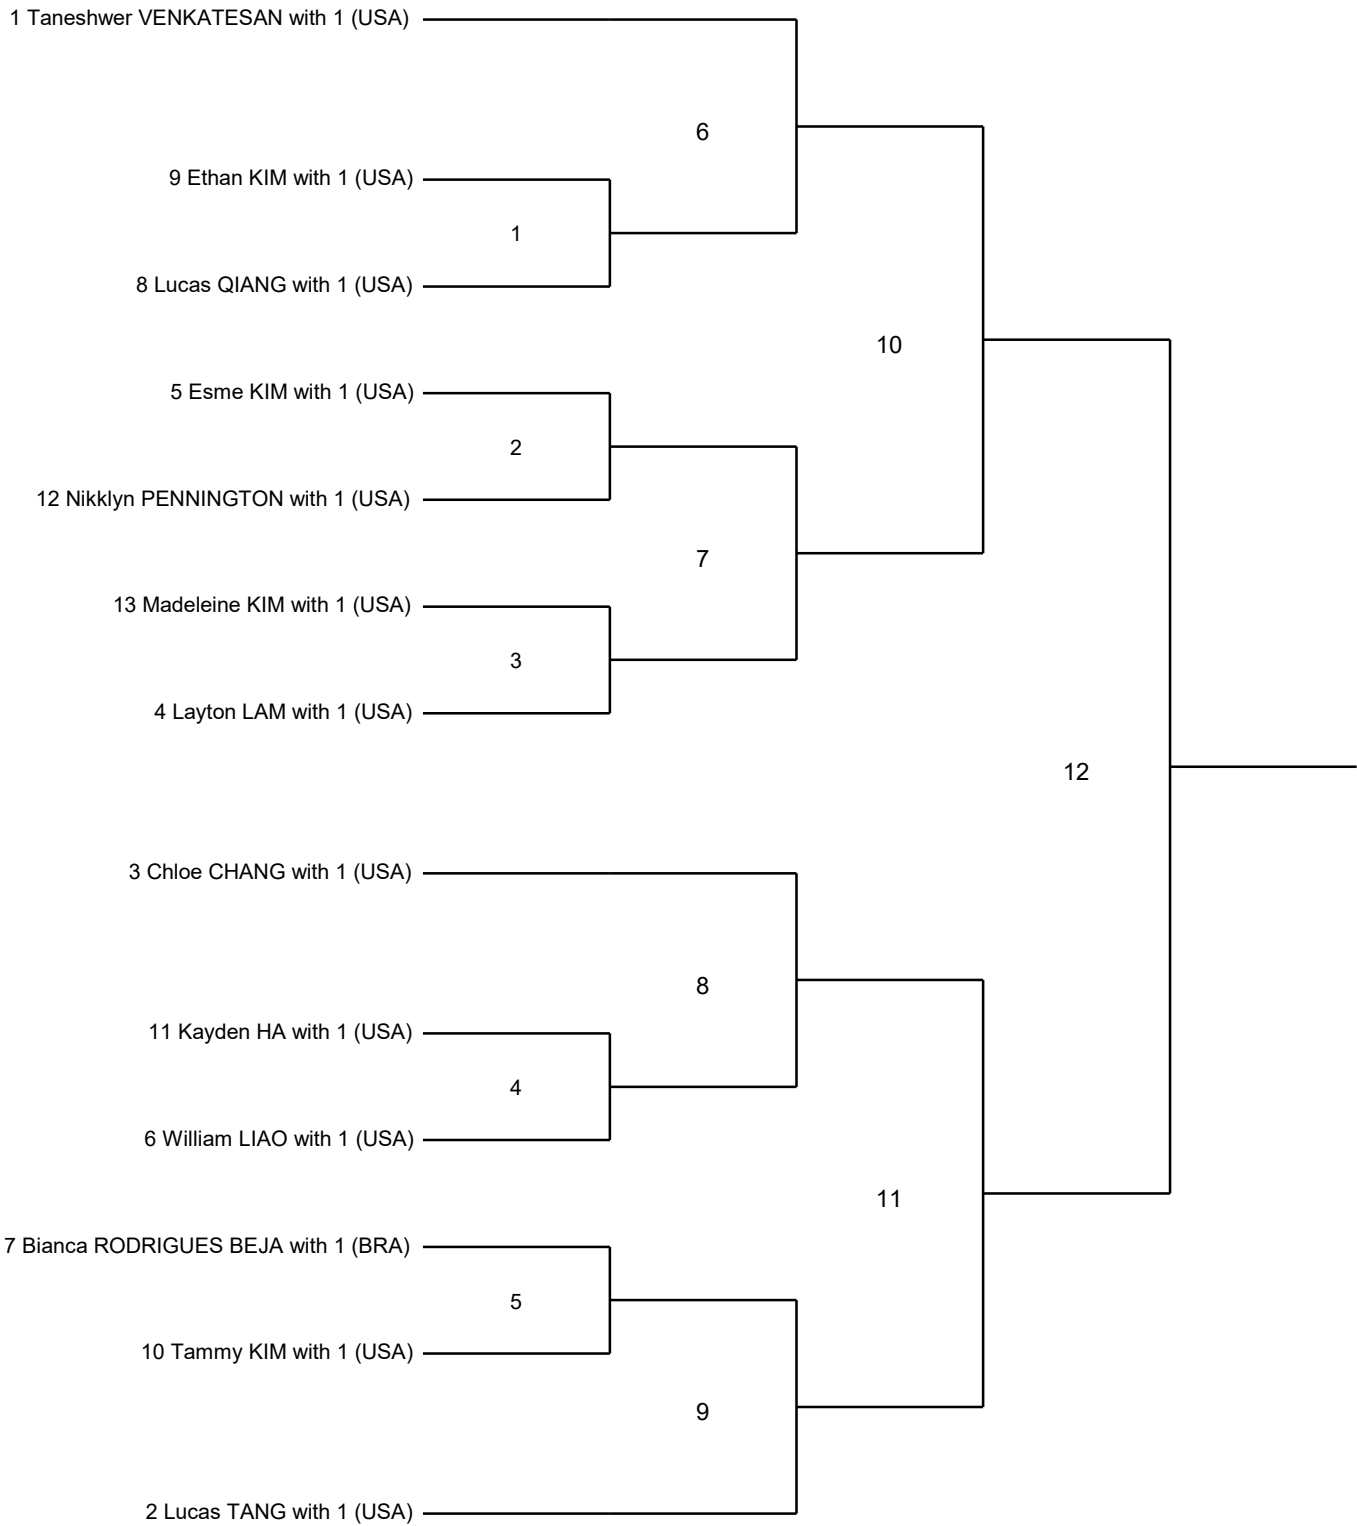 1 Taneshwer VENKATESAN with 1 (USA)
6
9 Ethan KIM with 1 (USA)
1
8 Lucas QIANG with 1 (USA)
10
5 Esme KIM with 1 (USA)
2
12 Nikklyn PENNINGTON with 1 (USA)
7
13 Madeleine KIM with 1 (USA)
3
4 Layton LAM with 1 (USA)
12
3 Chloe CHANG with 1 (USA)
8
11 Kayden HA with 1 (USA)
4
6 William LIAO with 1 (USA)
11
7 Bianca RODRIGUES BEJA with 1 (BRA)
5
10 Tammy KIM with 1 (USA)
9
2 Lucas TANG with 1 (USA)